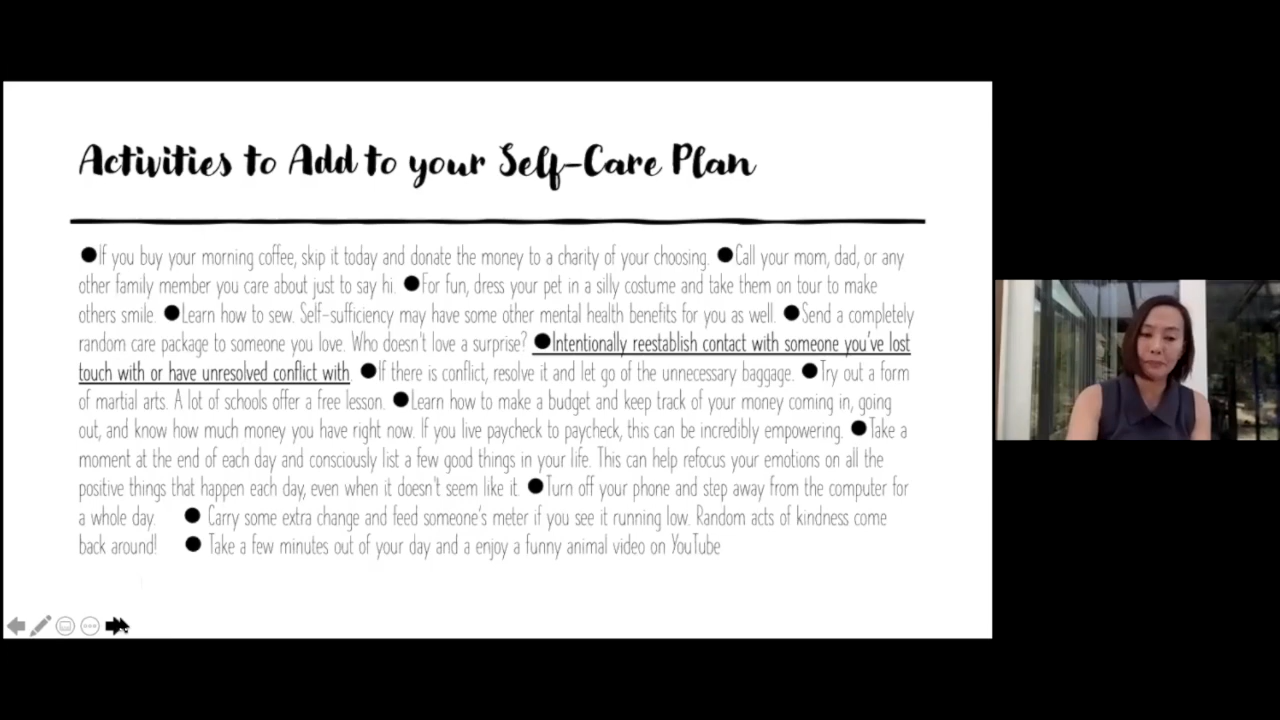 Activities to Add to your Self-Care Plan
●If you buy your morning coffee, skip it today and donate the money to a charity of your choosing. ●Call your mom, dad, or any
other family member you care about just to say hi. ●For fun, dress your pet in a silly costume and take them on tour to make
others smile. ●Learn how to sew. Self-sufficiency may have some other mental health benefits for you as well. ●Send a completely
random care package to someone you love. Who doesn't love a surprise? ●Intentionally reestablish contact with someone you've lost
touch with or have unresolved conflict with. ●If there is conflict, resolve it and let go of the unnecessary baggage. ●Try out a form
of martial arts. A lot of schools offer a free lesson. ●Learn how to make a budget and keep track of your money coming in, going
out, and know how much money you have right now. If you live paycheck to paycheck, this can be incredibly empowering. ●Take a
moment at the end of each day and consciously list a few good things in your life. This can help refocus your emotions on all the
positive things that happen each day, even when it doesn't seem like it. ●Turn off your phone and step away from the computer for
a whole day. ● Carry some extra change and feed someone's meter if you see it running low. Random acts of kindness come
back around! ● Take a few minutes out of your day and a enjoy a funny animal video on YouTube